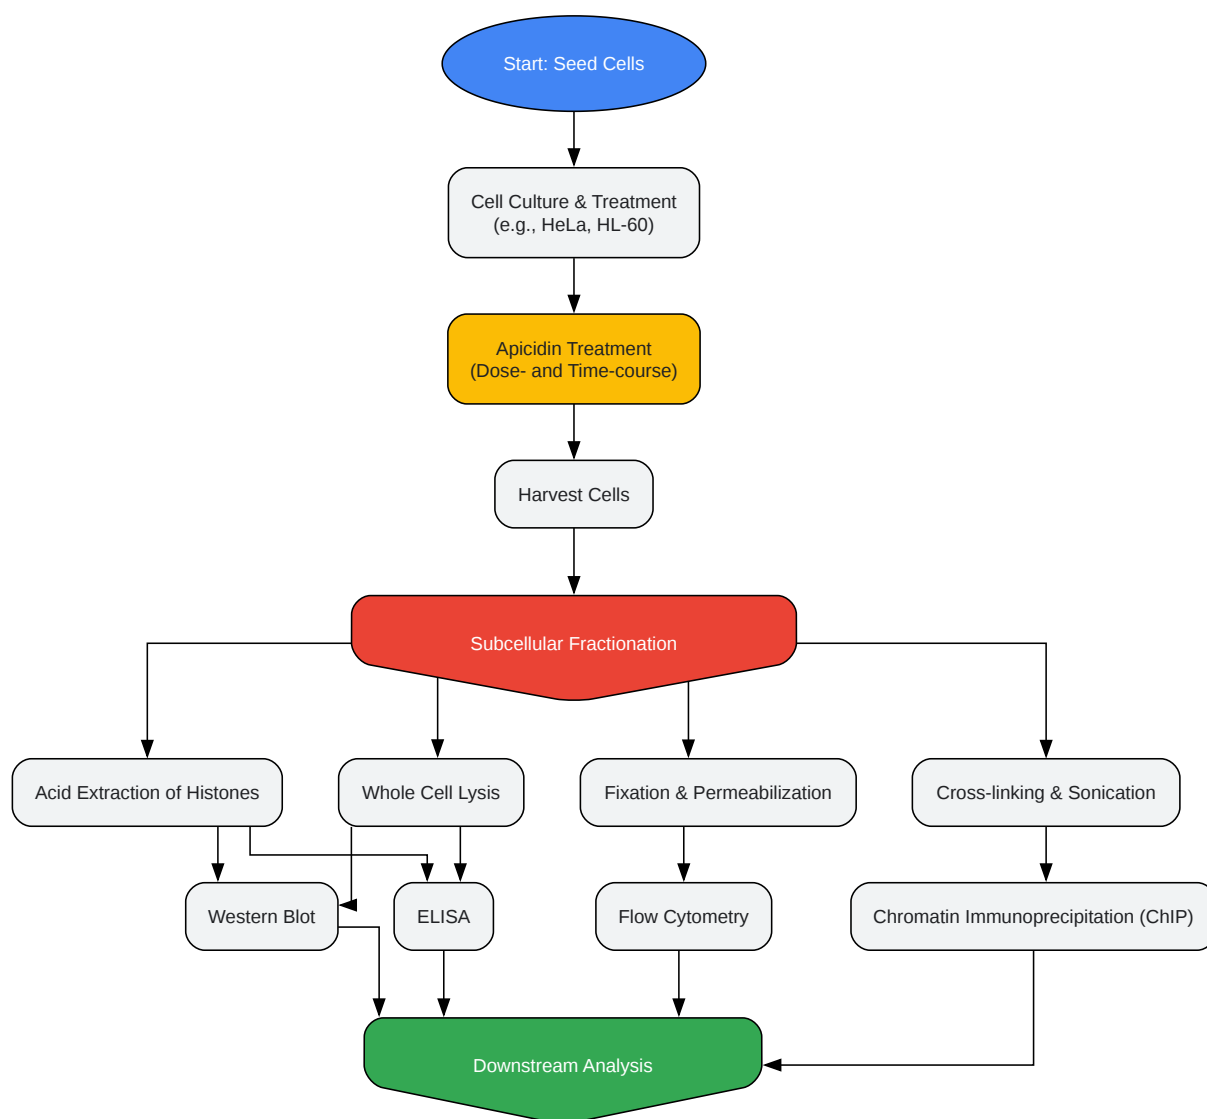 Start: Seed Cells
Cell Culture & Treatment
(e.g., HeLa, HL-60)
Apicidin Treatment
(Dose- and Time-course)
Harvest Cells
Subcellular Fractionation
Acid Extraction of Histones
Whole Cell Lysis
Fixation & Permeabilization
Cross-linking & Sonication
Western Blot
ELISA
Flow Cytometry
Chromatin Immunoprecipitation (ChIP)
Downstream Analysis